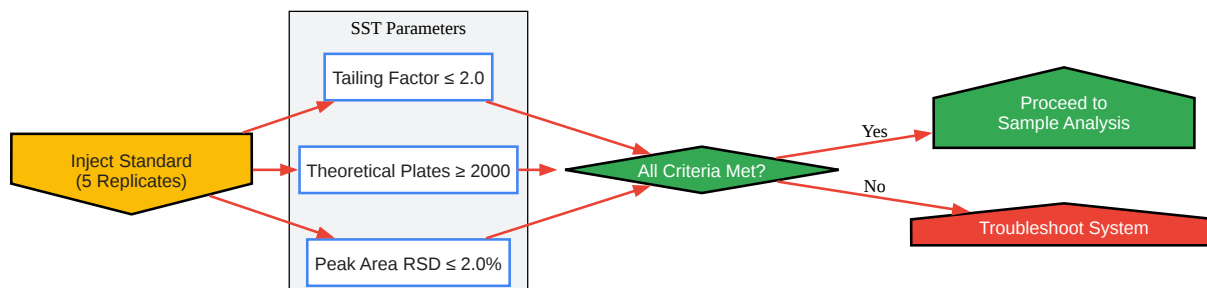 SST Parameters
Tailing Factor ≤ 2.0
Inject Standard
(5 Replicates)
Theoretical Plates ≥ 2000
Peak Area RSD ≤ 2.0%
All Criteria Met?
Yes
No
Proceed to
Sample Analysis
Troubleshoot System